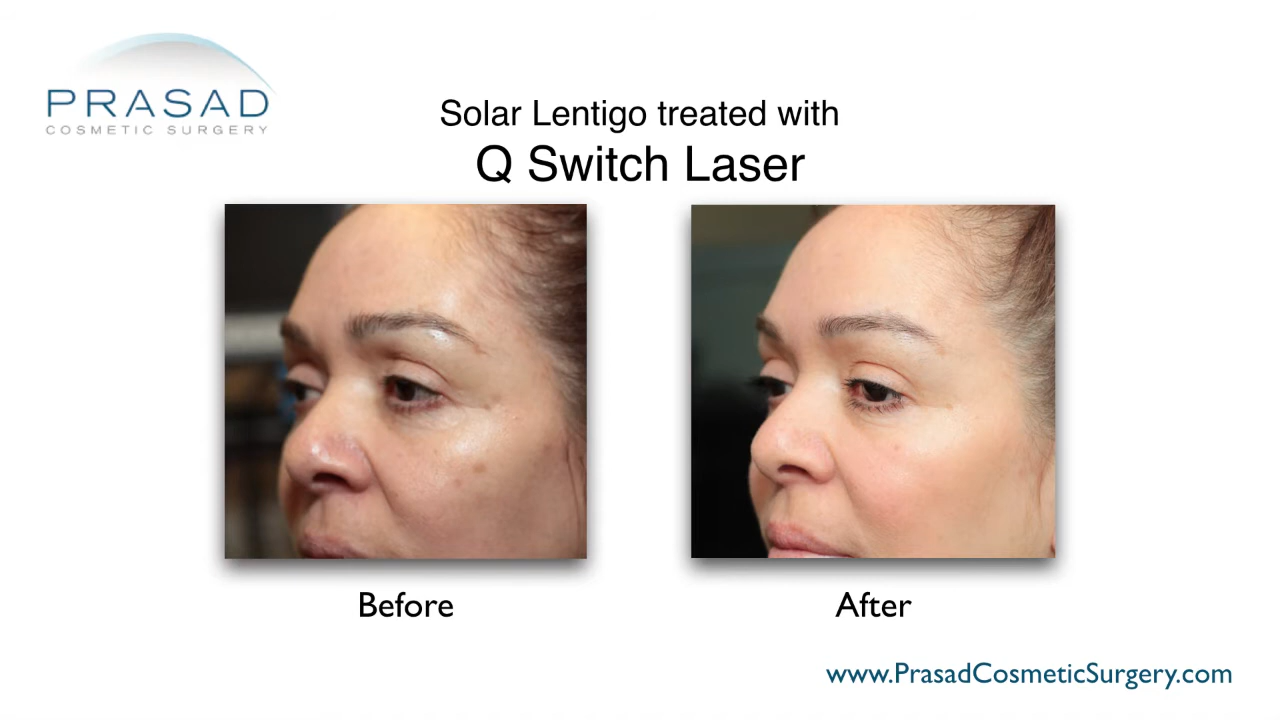 PRASAD
COSMETIC SURGERY
Solar Lentigo treated with
Q Switch Laser
Before
After
www.PrasadCosmeticSurgery.com